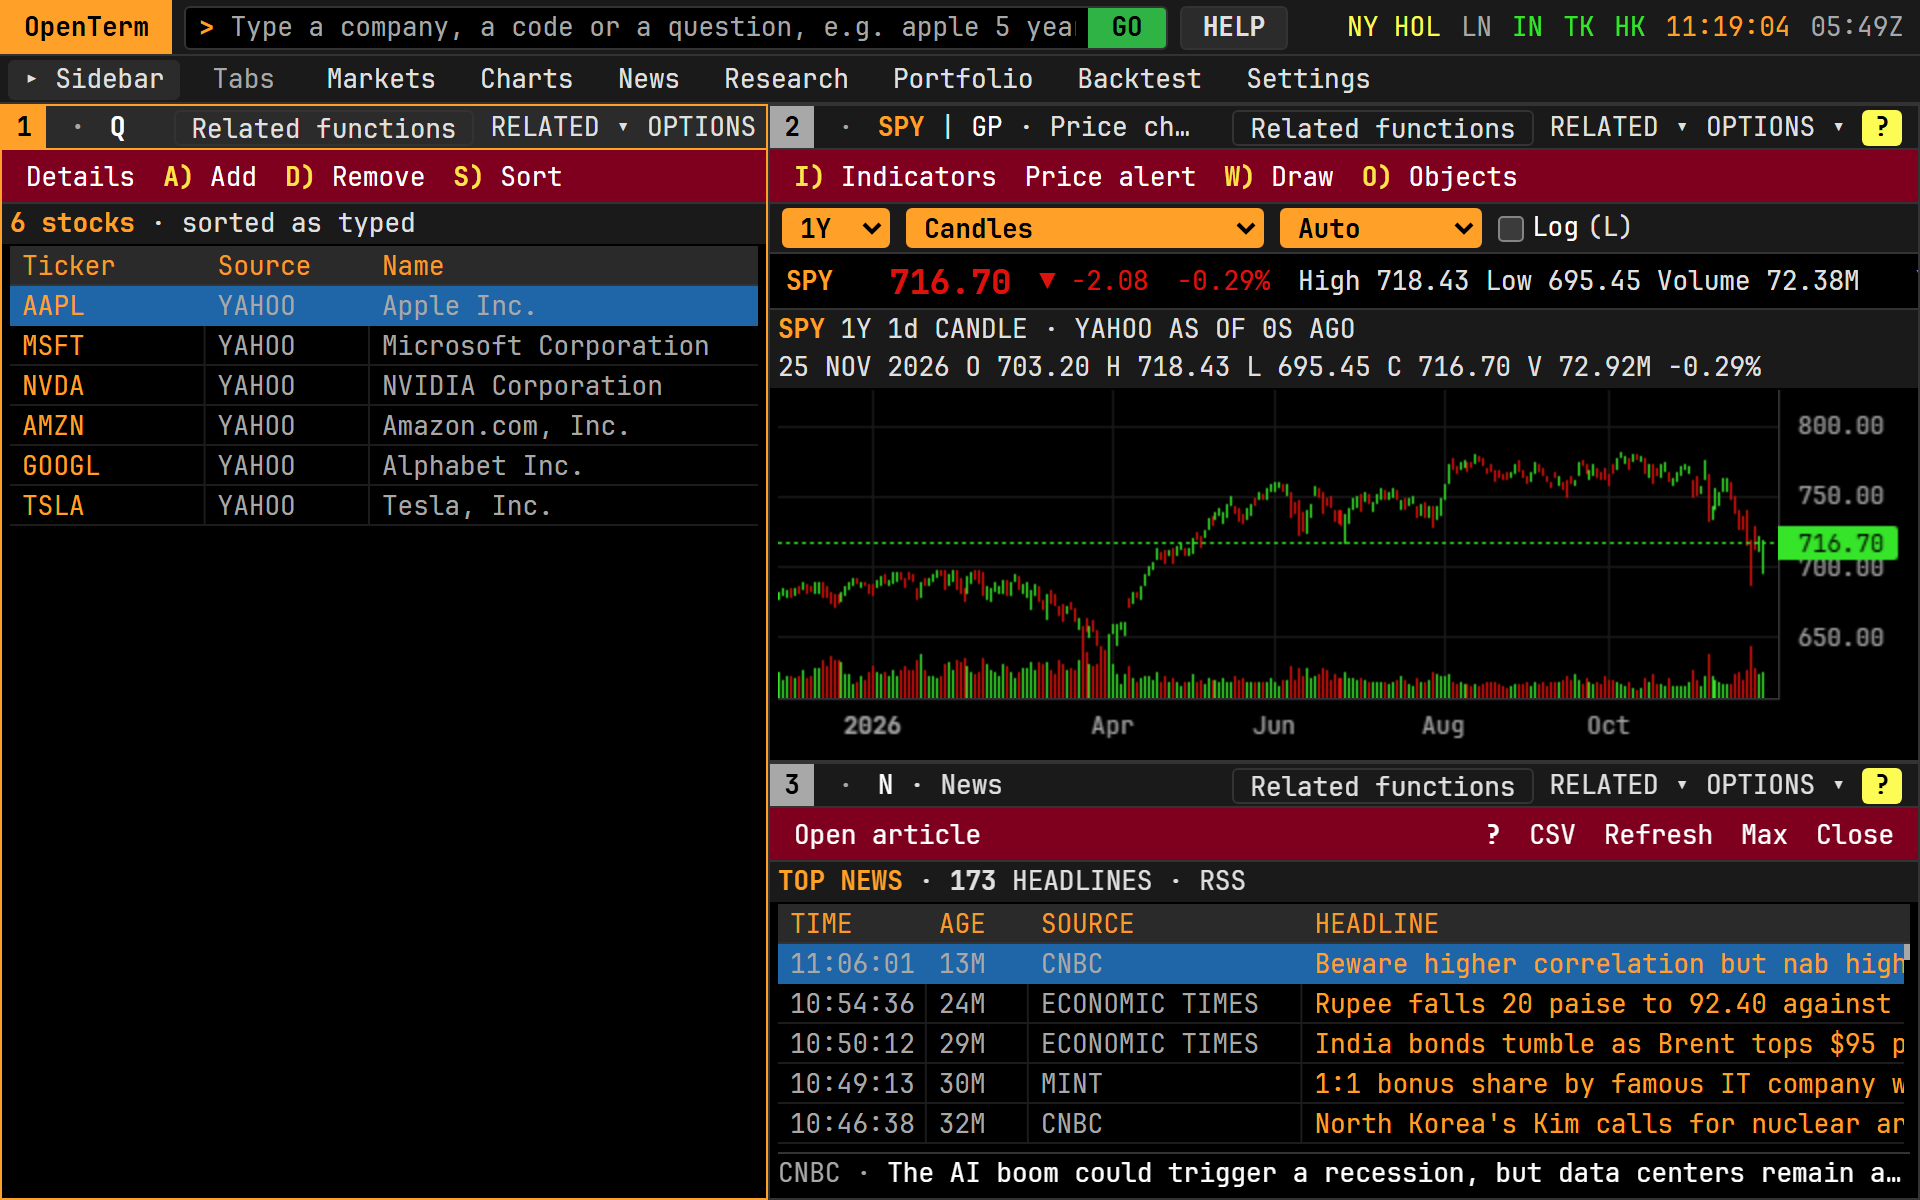 OpenTerm > Type a company, a code or a question, e.g. apple 5 year GO HELP NY HOL LN IN TK HK 11:19:04 05:49Z
▸ Sidebar Tabs Markets Charts News Research Portfolio Backtest Settings
1 · Q Related functions RELATED ▾ OPTIONS
Details A) Add D) Remove S) Sort
6 stocks · sorted as typed
Ticker Source Name
AAPL YAHOO Apple Inc.
MSFT YAHOO Microsoft Corporation
NVDA YAHOO NVIDIA Corporation
AMZN YAHOO Amazon.com, Inc.
GOOGL YAHOO Alphabet Inc.
TSLA YAHOO Tesla, Inc.
2 · SPY | GP · Price ch… Related functions RELATED ▾ OPTIONS ▾ ?
I) Indicators Price alert W) Draw O) Objects
1Y Candles Auto Log (L)
SPY 716.70 ▼ -2.08 -0.29% High 718.43 Low 695.45 Volume 72.38M
SPY 1Y 1d CANDLE · YAHOO AS OF 0S AGO
25 NOV 2026 O 703.20 H 718.43 L 695.45 C 716.70 V 72.92M -0.29%
800.00
750.00
716.70
700.00
650.00
2026 Apr Jun Aug Oct
3 · N · News Related functions RELATED ▾ OPTIONS ▾ ?
Open article ? CSV Refresh Max Close
TOP NEWS · 173 HEADLINES · RSS
TIME AGE SOURCE HEADLINE
11:06:01 13M CNBC Beware higher correlation but nab high
10:54:36 24M ECONOMIC TIMES Rupee falls 20 paise to 92.40 against
10:50:12 29M ECONOMIC TIMES India bonds tumble as Brent tops $95 p
10:49:13 30M MINT 1:1 bonus share by famous IT company w
10:46:38 32M CNBC North Korea's Kim calls for nuclear ar
CNBC · The AI boom could trigger a recession, but data centers remain a…